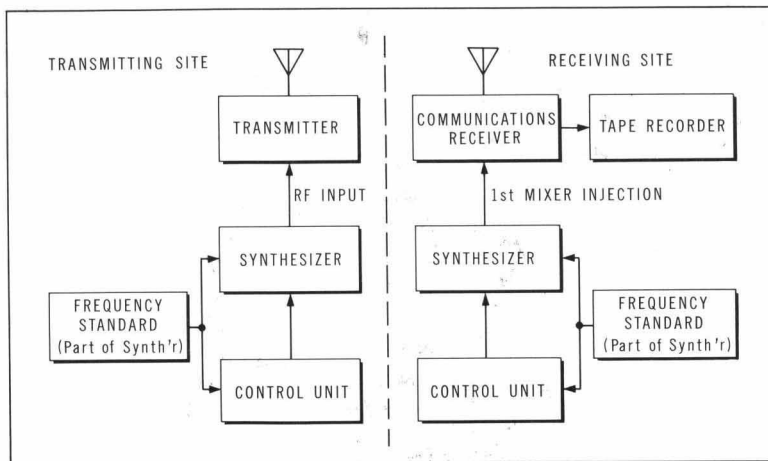 TRANSMITTING SITE
TRANSMITTER
RF INPUT
SYNTHESIZER
FREQUENCY
STANDARD
(Part of Synth'r)
CONTROL UNIT
RECEIVING SITE
COMMUNICATIONS
RECEIVER
TAPE RECORDER
1st MIXER INJECTION
SYNTHESIZER
FREQUENCY
STANDARD
(Part of Synth'r)
CONTROL UNIT